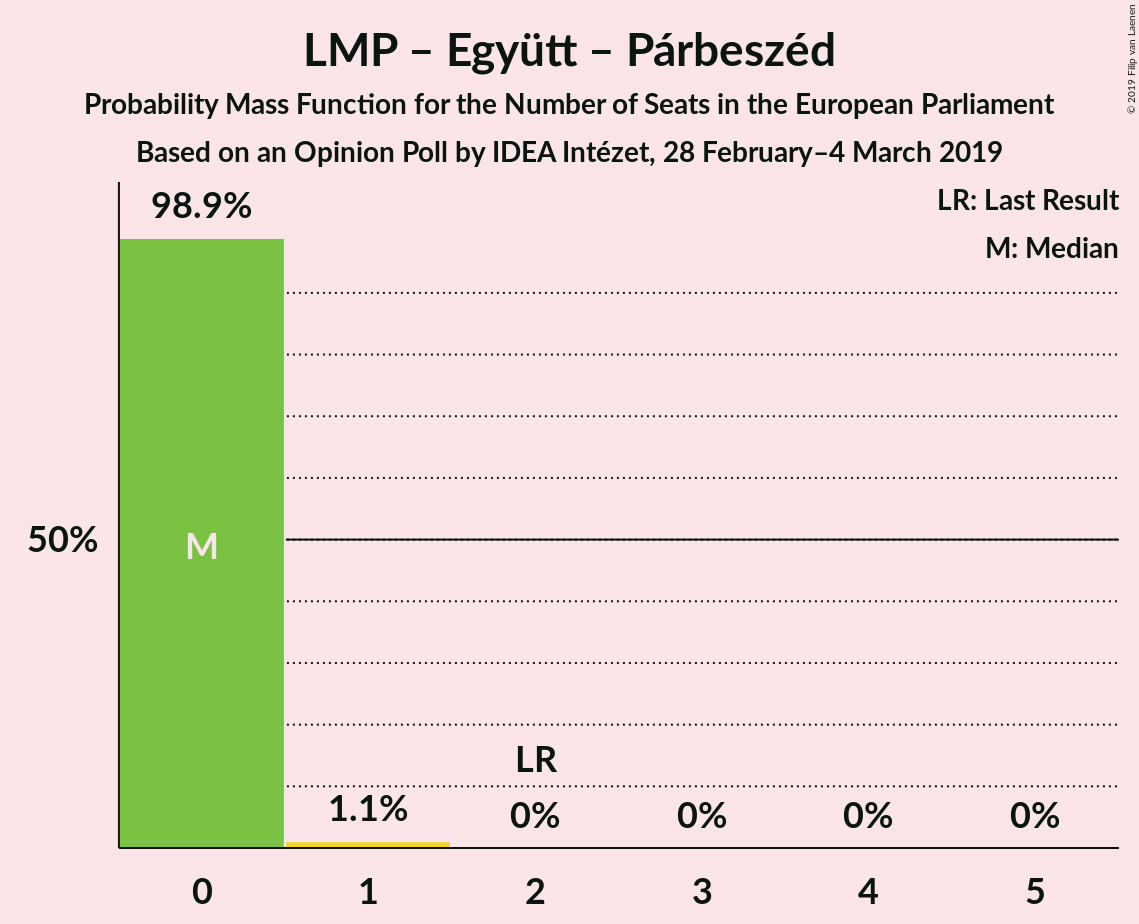 LMP – Együtt – Párbeszéd
Probability Mass Function for the Number of Seats in the European Parliament
Based on an Opinion Poll by IDEA Intézet, 28 February–4 March 2019
© 2019 Filip van Laenen
LR: Last Result
M: Median
98.9%
50%
M
LR
1.1%
0%
0%
0%
0%
0
1
2
3
4
5